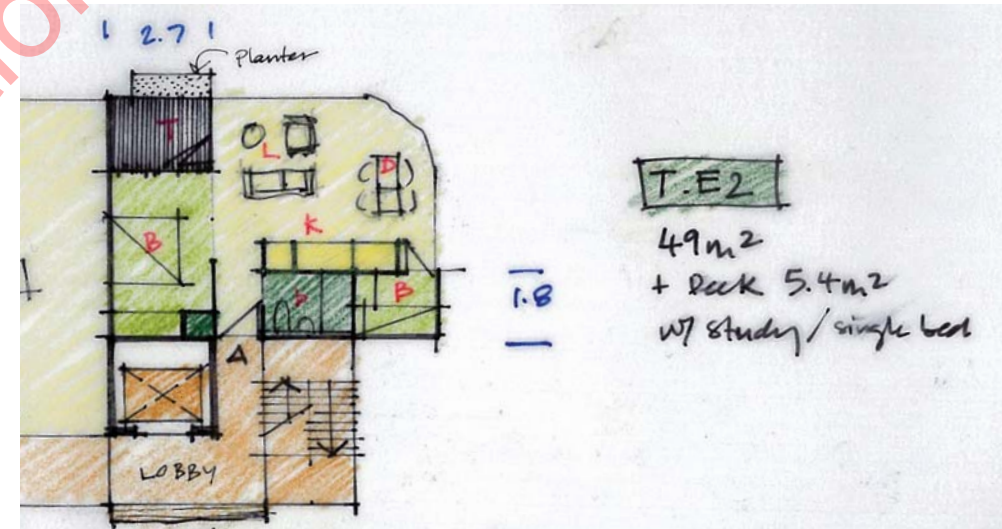 2.7
Planter
T
L
D
K
B
b
B
A
LOBBY
1.8
T.E2
49m2
+ Deck 5.4m2
w/ study/single bed